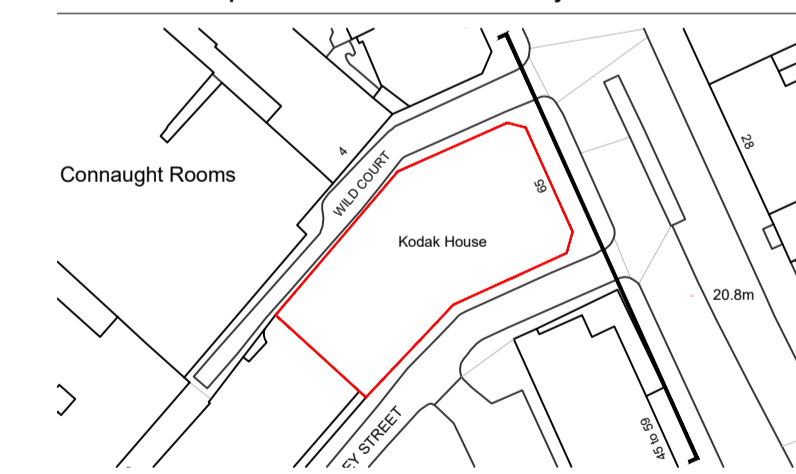 4
WILD COURT
28
Connaught Rooms
65
Kodak House
20.8m
EY STREET
45 to 59